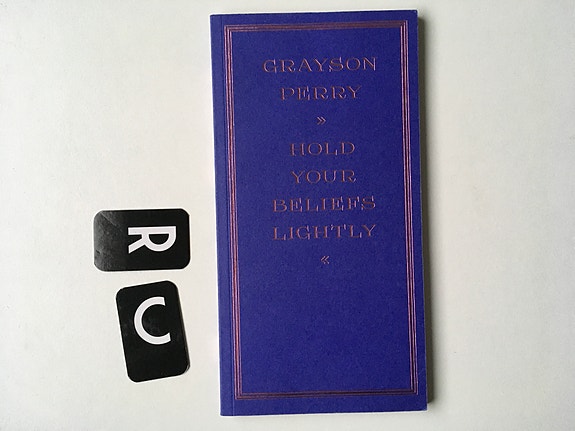 GRAYSON
PERRY
»
HOLD
YOUR
BELIEFS
LIGHTLY
«
R
C